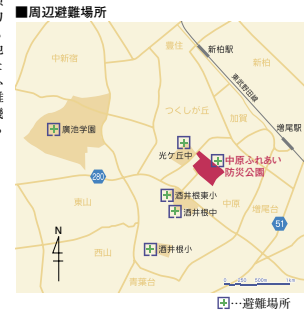 ■周辺避難場所
新柏駅
豊住
新柏
中新宿
東武野田線
増尾駅
つくしが丘
加賀
廣池学園
光ケ丘中
中原ふれあい
防災公園
280
酒井根東小
東山
中原
増尾台
酒井根中
51
N
西山
酒井根小
青葉台
0 250 500m 1km
…避難場所